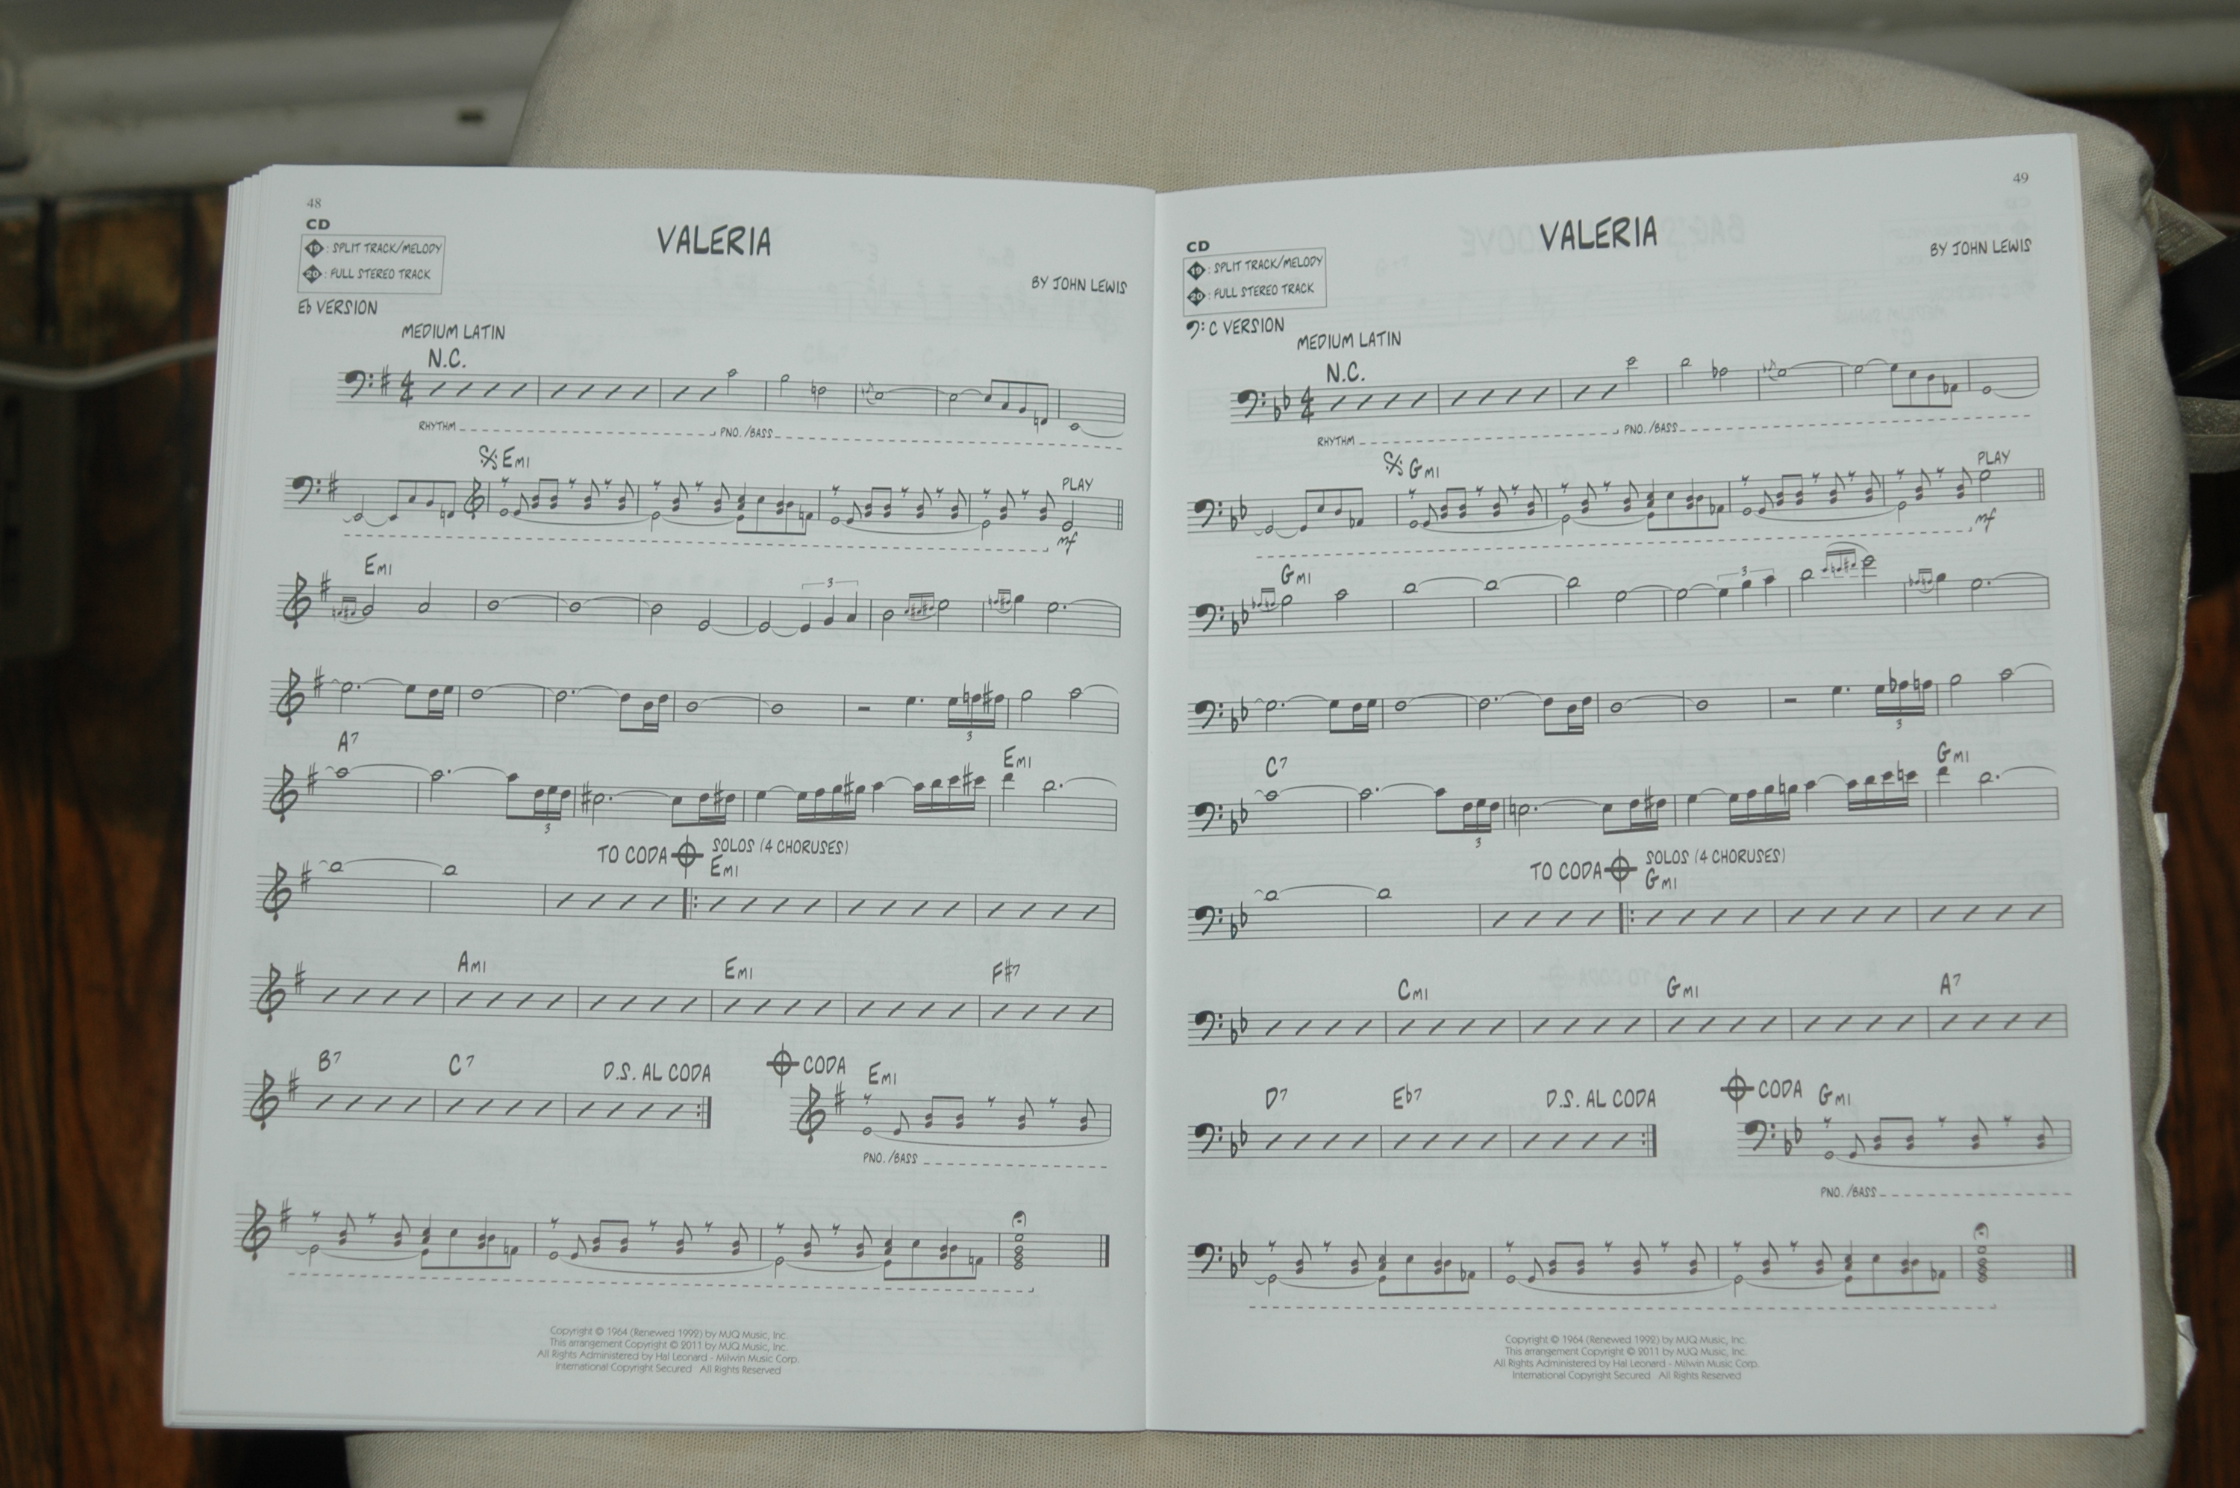 48
CD
19 : SPLIT TRACK/MELODY
20 : FULL STEREO TRACK
VALERIA
BY JOHN LEWIS
E♭ VERSION
MEDIUM LATIN
N.C.
RHYTHM
PNO./BASS
EMI
PLAY
mf
EMI
3
3
A7
EMI
3
TO CODA
SOLOS (4 CHORUSES)
EMI
AMI
EMI
F#7
B7
C7
D.S. AL CODA
CODA
EMI
PNO./BASS
Copyright © 1964 (Renewed 1992) by MJQ Music, Inc.
This arrangement Copyright © 2011 by MJQ Music, Inc.
All Rights Administered by Hal Leonard - Milwin Music Corp.
International Copyright Secured All Rights Reserved
49
CD
19 : SPLIT TRACK/MELODY
20 : FULL STEREO TRACK
VALERIA
BY JOHN LEWIS
𝄢: C VERSION
MEDIUM LATIN
N.C.
RHYTHM
PNO./BASS
GMI
PLAY
mf
GMI
3
3
C7
GMI
3
TO CODA
SOLOS (4 CHORUSES)
GMI
CMI
GMI
A7
D7
E♭7
D.S. AL CODA
CODA
GMI
PNO./BASS
Copyright © 1964 (Renewed 1992) by MJQ Music, Inc.
This arrangement Copyright © 2011 by MJQ Music, Inc.
All Rights Administered by Hal Leonard - Milwin Music Corp.
International Copyright Secured All Rights Reserved